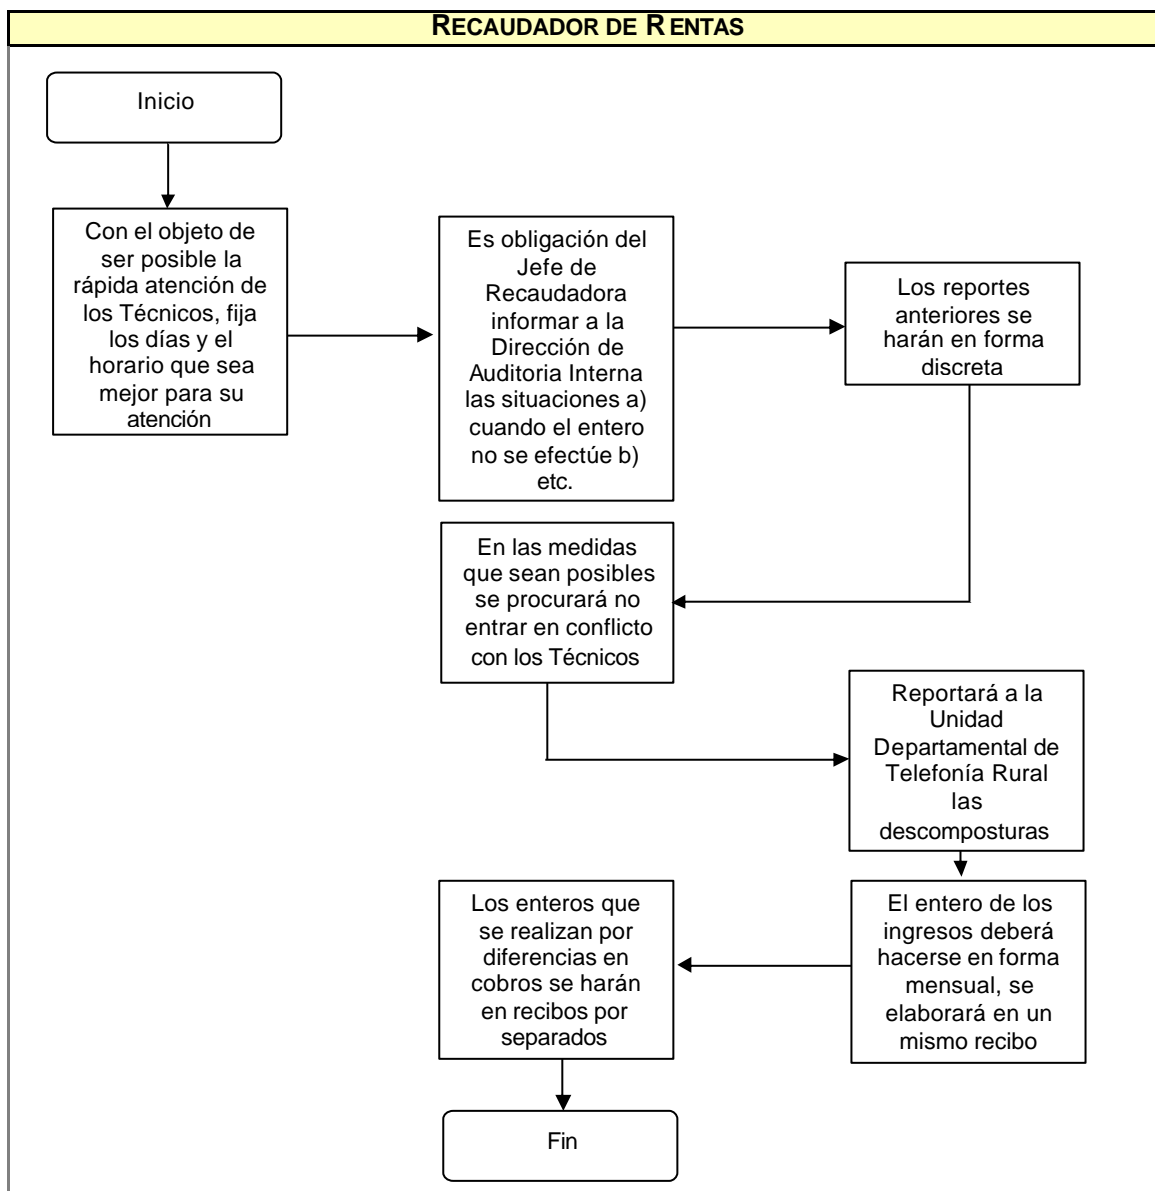 RECAUDADOR DE RENTAS
Inicio
Con el objeto de
ser posible la
rápida atención de
los Técnicos, fija
los días y el
horario que sea
mejor para su
atención
Es obligación del
Jefe de
Recaudadora
informar a la
Dirección de
Auditoria Interna
las situaciones a)
cuando el entero
no se efectúe b)
etc.
Los reportes
anteriores se
harán en forma
discreta
En las medidas
que sean posibles
se procurará no
entrar en conflicto
con los Técnicos
Reportará a la
Unidad
Departamental de
Telefonía Rural
las
descomposturas
El entero de los
ingresos deberá
hacerse en forma
mensual, se
elaborará en un
mismo recibo
Los enteros que
se realizan por
diferencias en
cobros se harán
en recibos por
separados
Fin